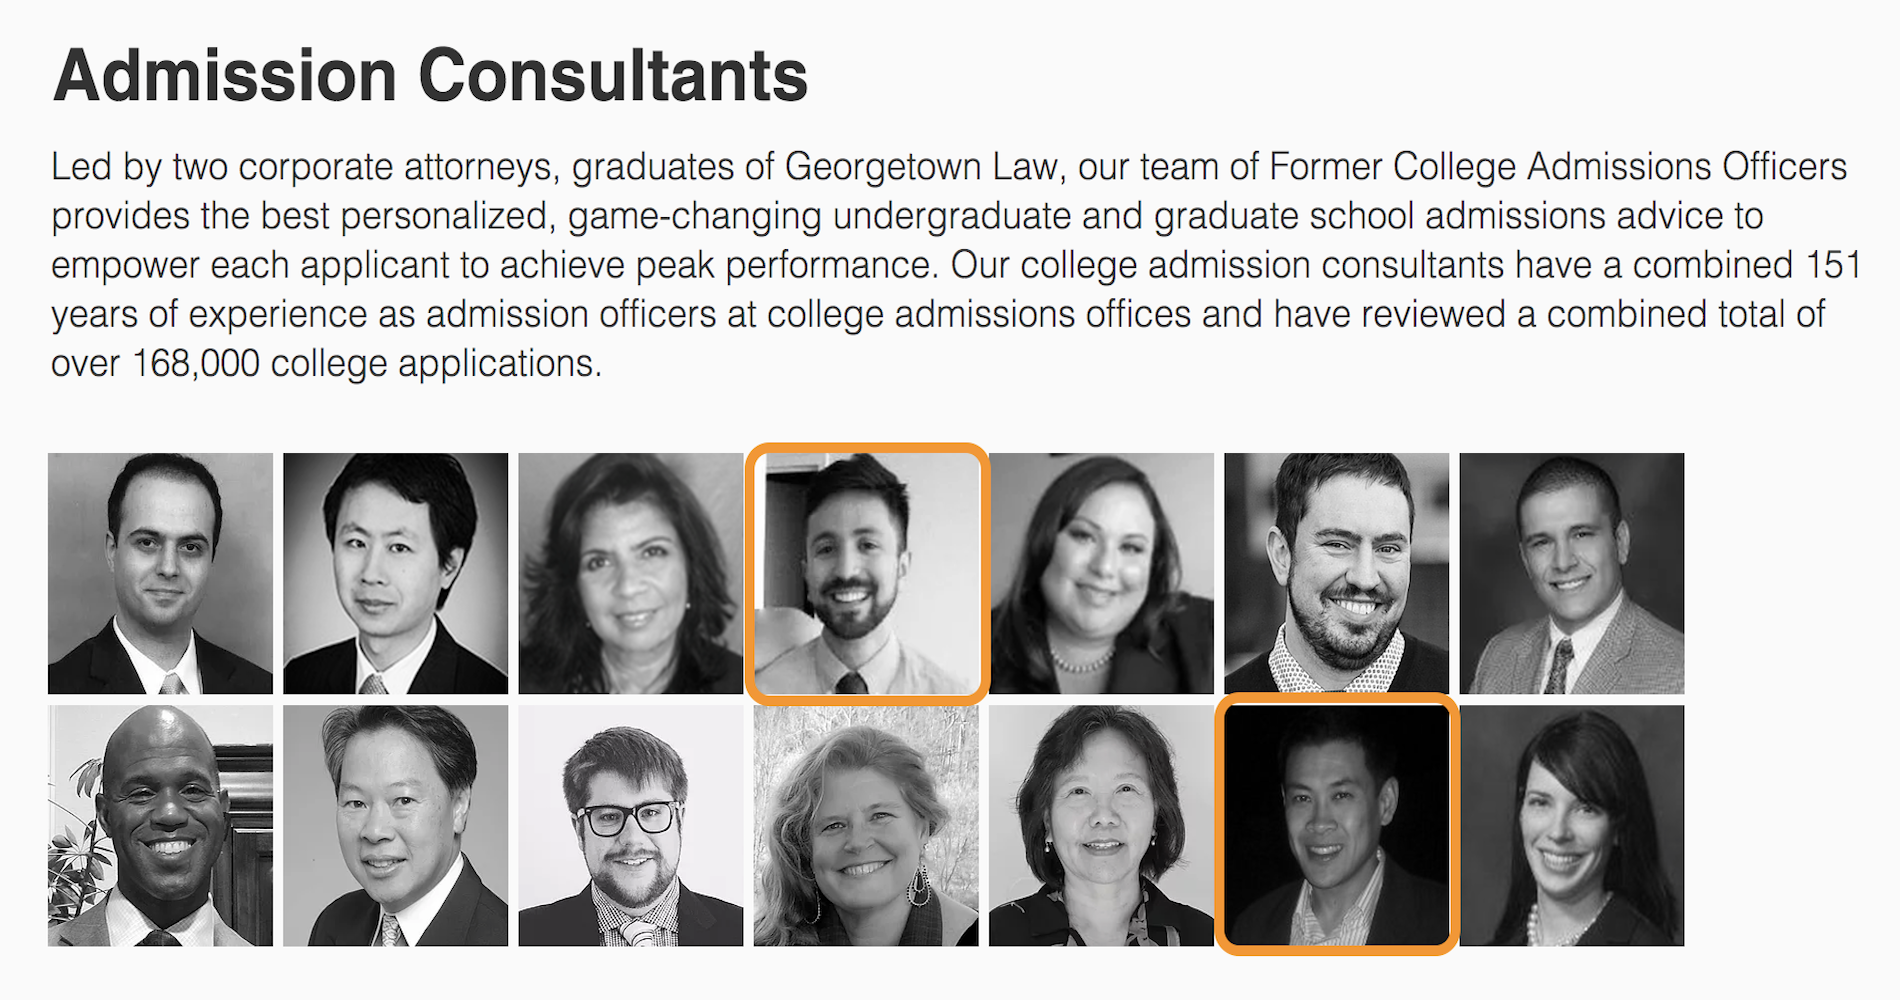 Admission Consultants
Led by two corporate attorneys, graduates of Georgetown Law, our team of Former College Admissions Officers
provides the best personalized, game-changing undergraduate and graduate school admissions advice to
empower each applicant to achieve peak performance. Our college admission consultants have a combined 151
years of experience as admission officers at college admissions offices and have reviewed a combined total of
over 168,000 college applications.